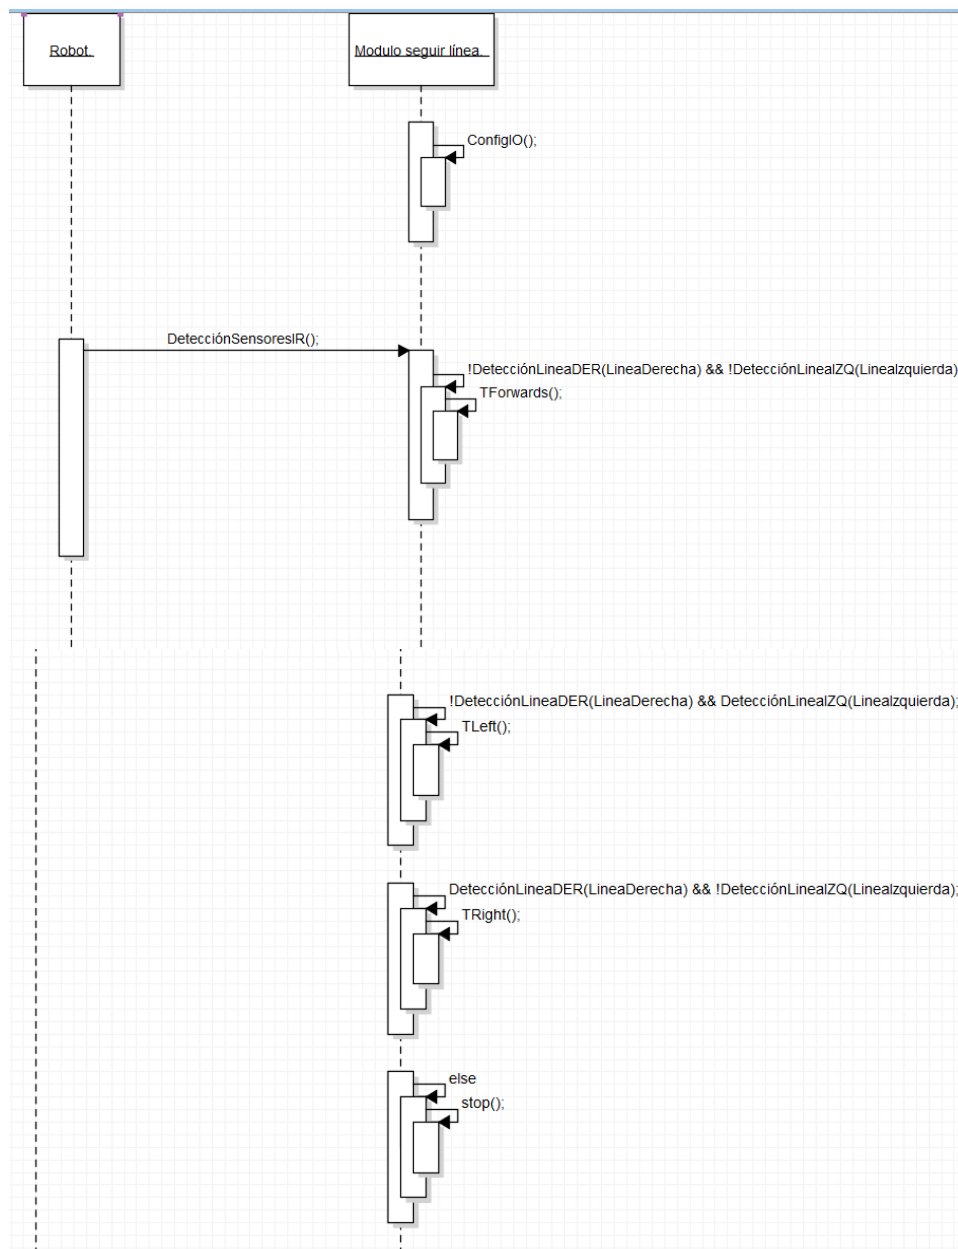 Robot.
Modulo seguir línea.
ConfigIO();
DetecciónSensoresIR();
!DetecciónLineaDER(LineaDerecha) && !DetecciónLineaIZQ(LineaIzquierda)
TForwards();
!DetecciónLineaDER(LineaDerecha) && DetecciónLineaIZQ(LineaIzquierda);
TLeft();
DetecciónLineaDER(LineaDerecha) && !DetecciónLineaIZQ(LineaIzquierda);
TRight();
else
stop();